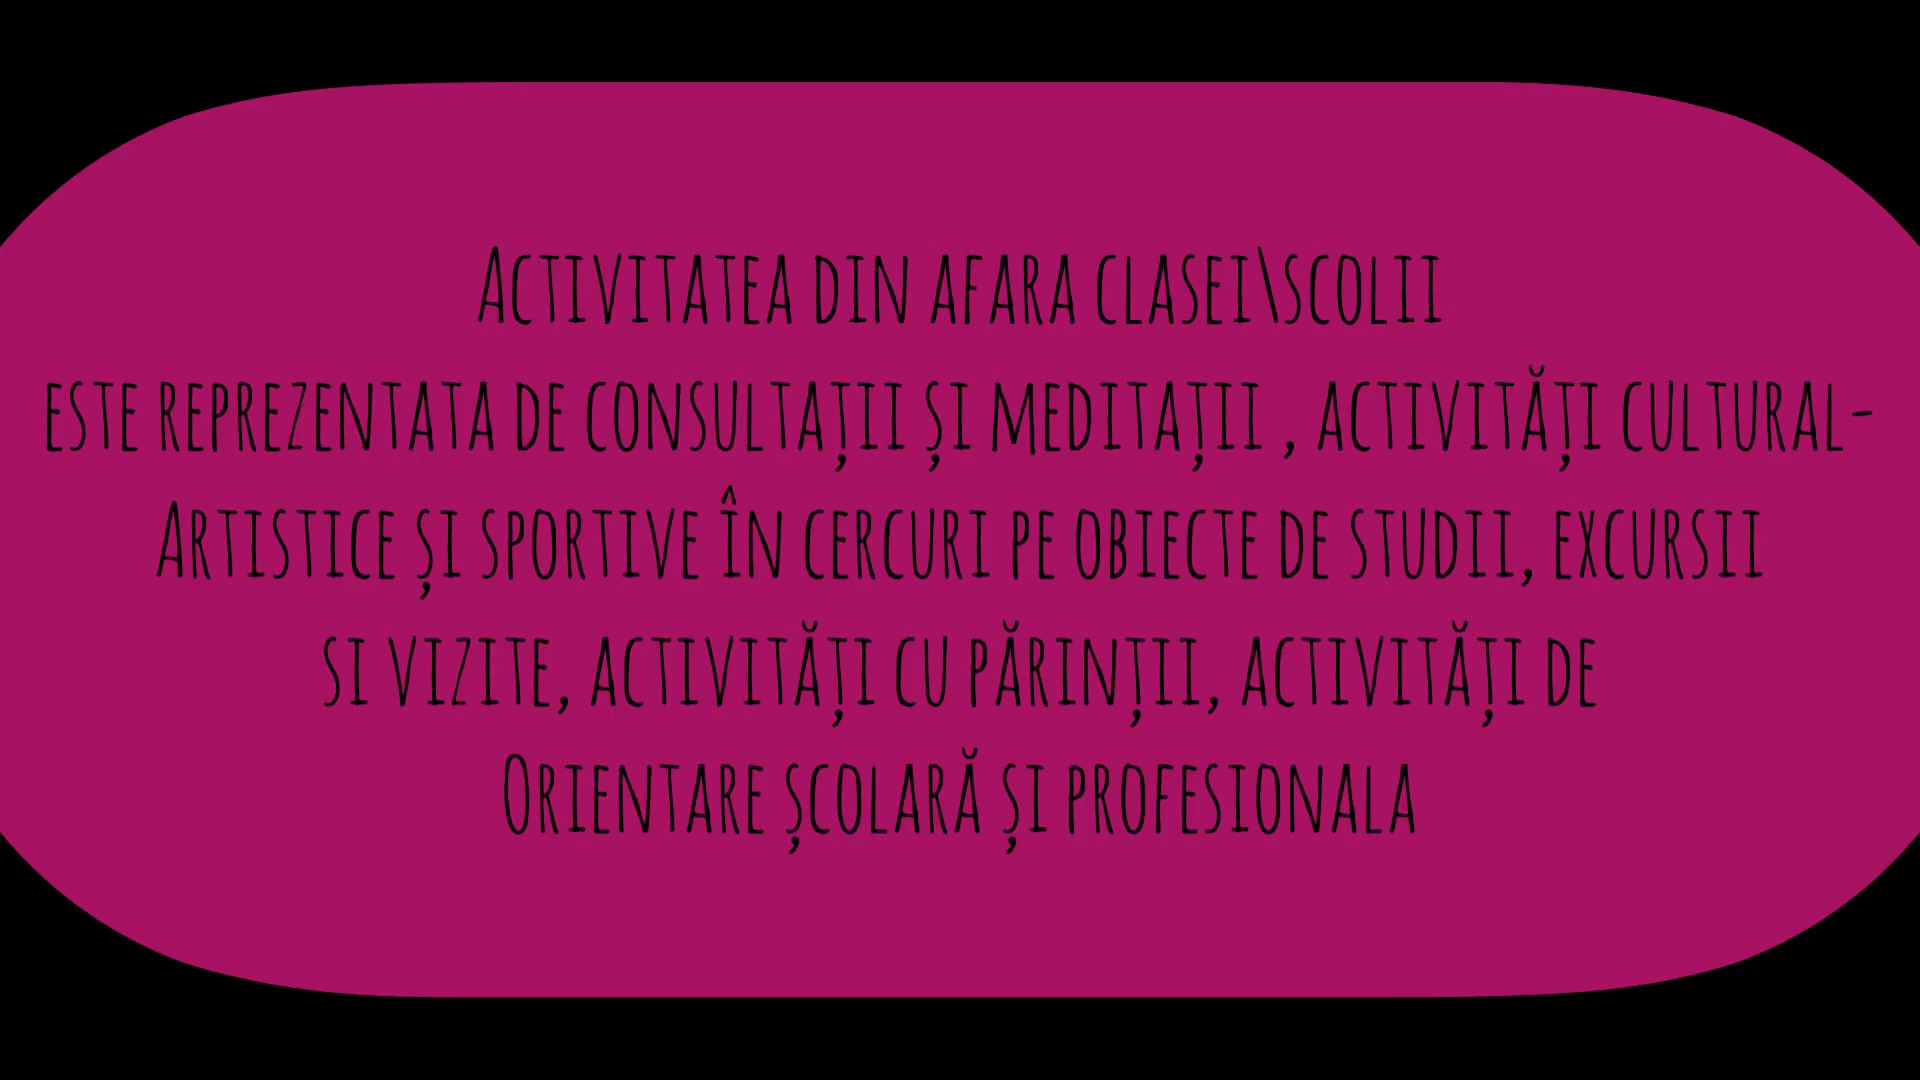 Activitatea din afara clasei\scolii
este reprezentata de consultații și meditații , activități cultural-
Artistice și sportive în cercuri pe obiecte de studii, excursii
si vizite, activități cu părinții, activități de
Orientare școlară și profesionala